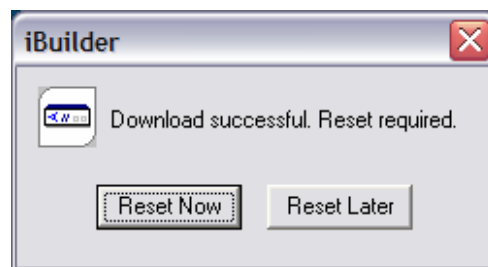 iBuilder
Download successful. Reset required.
Reset Now
Reset Later